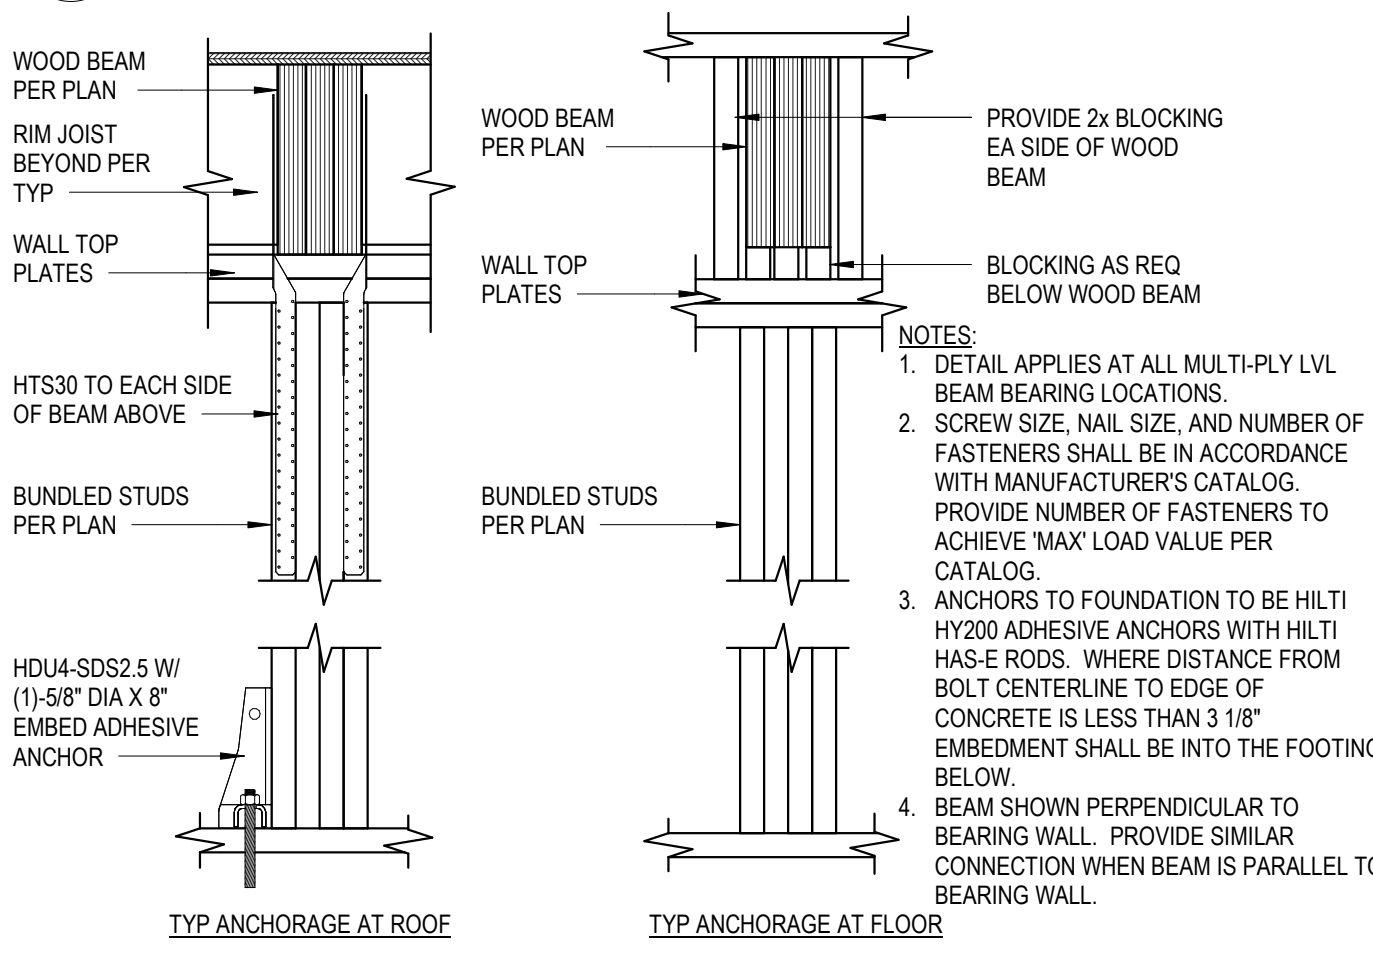 WOOD BEAM
PER PLAN
RIM JOIST
BEYOND PER
TYP
WALL TOP
PLATES
HTS30 TO EACH SIDE
OF BEAM ABOVE
BUNDLED STUDS
PER PLAN
HDU4-SDS2.5 W/
(1)-5/8" DIA X 8"
EMBED ADHESIVE
ANCHOR
TYP ANCHORAGE AT ROOF
WOOD BEAM
PER PLAN
WALL TOP
PLATES
BUNDLED STUDS
PER PLAN
PROVIDE 2x BLOCKING
EA SIDE OF WOOD
BEAM
BLOCKING AS REQ
BELOW WOOD BEAM
TYP ANCHORAGE AT FLOOR
NOTES:
1. DETAIL APPLIES AT ALL MULTI-PLY LVL
BEAM BEARING LOCATIONS.
2. SCREW SIZE, NAIL SIZE, AND NUMBER OF
FASTENERS SHALL BE IN ACCORDANCE
WITH MANUFACTURER'S CATALOG.
PROVIDE NUMBER OF FASTENERS TO
ACHIEVE 'MAX' LOAD VALUE PER
CATALOG.
3. ANCHORS TO FOUNDATION TO BE HILTI
HY200 ADHESIVE ANCHORS WITH HILTI
HAS-E RODS. WHERE DISTANCE FROM
BOLT CENTERLINE TO EDGE OF
CONCRETE IS LESS THAN 3 1/8"
EMBEDMENT SHALL BE INTO THE FOOTING
BELOW.
4. BEAM SHOWN PERPENDICULAR TO
BEARING WALL. PROVIDE SIMILAR
CONNECTION WHEN BEAM IS PARALLEL TO
BEARING WALL.